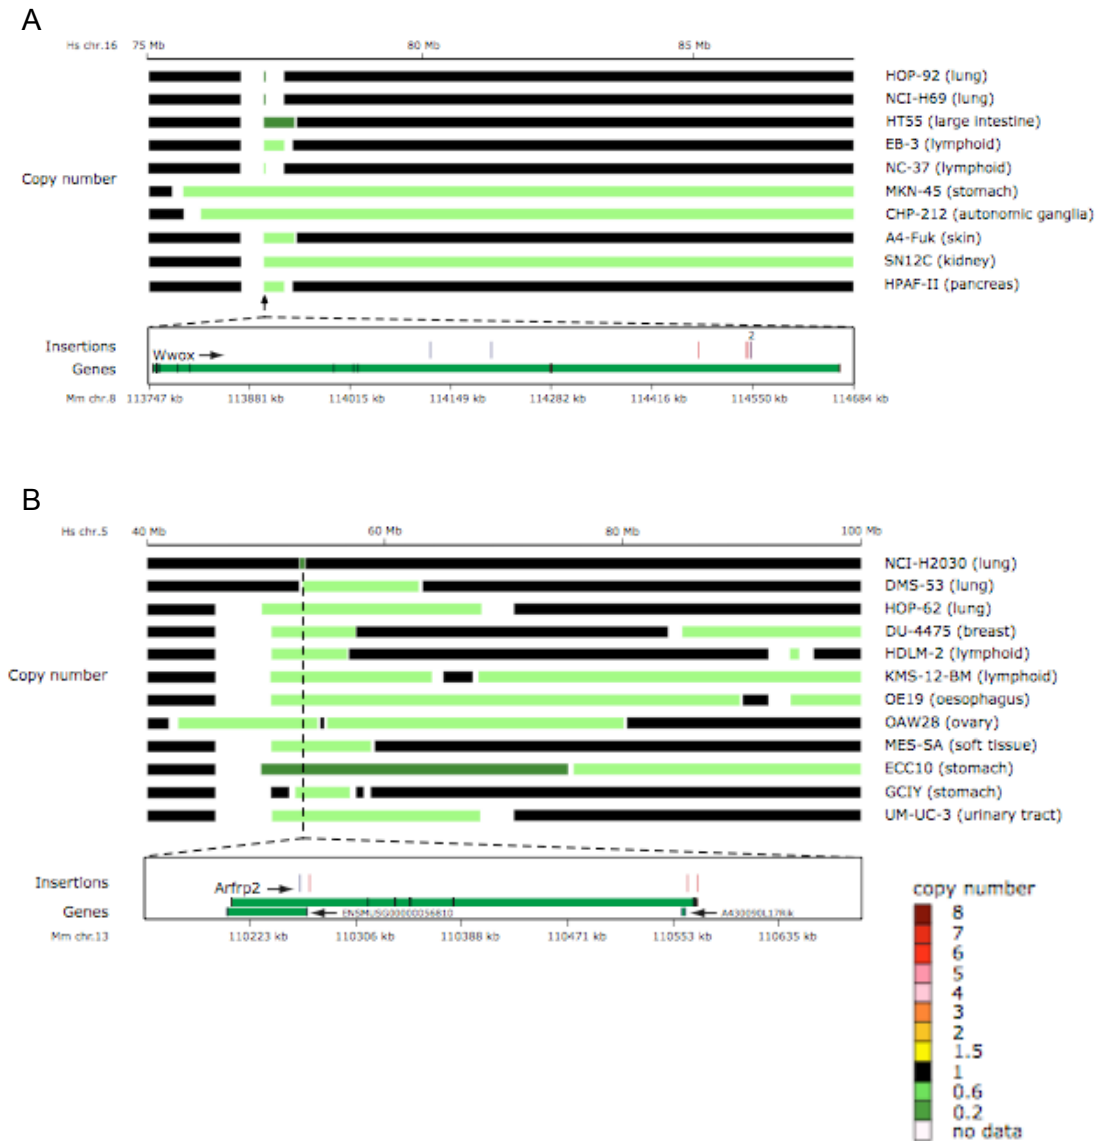 A
Hs chr.16 75 Mb 80 Mb 85 Mb
HOP-92 (lung)
NCI-H69 (lung)
HT55 (large intestine)
EB-3 (lymphoid)
NC-37 (lymphoid)
Copy number
MKN-45 (stomach)
CHP-212 (autonomic ganglia)
A4-Fuk (skin)
SN12C (kidney)
HPAF-II (pancreas)
Insertions 2
Wwox
Genes
Mm chr.8 113747 kb 113881 kb 114015 kb 114149 kb 114282 kb 114416 kb 114550 kb 114684 kb
B
Hs chr.5 40 Mb 60 Mb 80 Mb 100 Mb
NCI-H2030 (lung)
DMS-53 (lung)
HOP-62 (lung)
DU-4475 (breast)
HDLM-2 (lymphoid)
Copy number KMS-12-BM (lymphoid)
OE19 (oesophagus)
OAW28 (ovary)
MES-SA (soft tissue)
ECC10 (stomach)
GCIY (stomach)
UM-UC-3 (urinary tract)
Insertions Arfrp2
Genes ENSMUSG00000056810 A430090L17Rik
Mm chr.13 110223 kb 110306 kb 110388 kb 110471 kb 110553 kb 110635 kb
copy number
8
7
6
5
4
3
2
1.5
1
0.6
0.2
no data